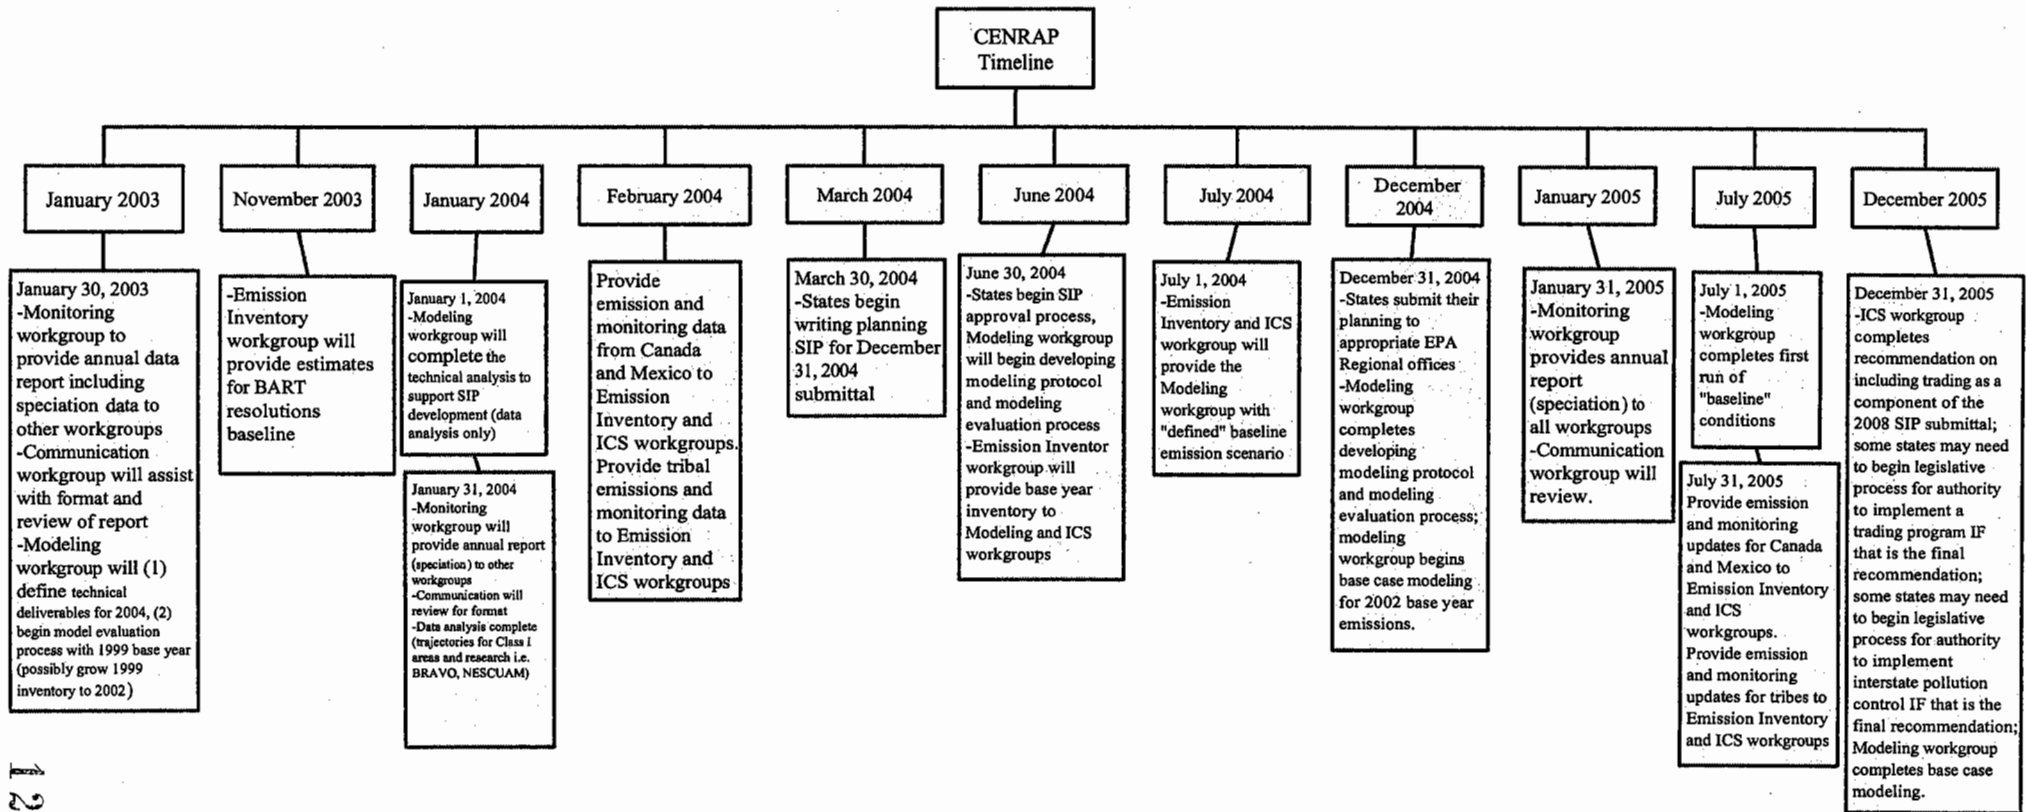 CENRAP
Timeline
January 2003
January 30, 2003
-Monitoring
workgroup to
provide annual data
report including
speciation data to
other workgroups
-Communication
workgroup will assist
with format and
review of report
-Modeling
workgroup will (1)
define technical
deliverables for 2004, (2)
begin model evaluation
process with 1999 base year
(possibly grow 1999
inventory to 2002)
November 2003
-Emission
Inventory
workgroup will
provide estimates
for BART
resolutions
baseline
January 2004
January 1, 2004
-Modeling
workgroup will
complete the
technical analysis to
support SIP
development (data
analysis only)
January 31, 2004
-Monitoring
workgroup will
provide annual report
(speciation) to other
workgroups
-Communication will
review for format
-Data analysis complete
(trajectories for Class I
areas and research i.e.
BRAVO, NESCUAM)
February 2004
Provide
emission and
monitoring data
from Canada
and Mexico to
Emission
Inventory and
ICS workgroups.
Provide tribal
emissions and
monitoring data
to Emission
Inventory and
ICS workgroups
March 2004
March 30, 2004
-States begin
writing planning
SIP for December
31, 2004
submittal
June 2004
June 30, 2004
-States begin SIP
approval process,
Modeling workgroup
will begin developing
modeling protocol
and modeling
evaluation process
-Emission Inventor
workgroup will
provide base year
inventory to
Modeling and ICS
workgroups
July 2004
July 1, 2004
-Emission
Inventory and ICS
workgroup will
provide the
Modeling
workgroup with
"defined" baseline
emission scenario
December
2004
December 31, 2004
-States submit their
planning to
appropriate EPA
Regional offices
-Modeling
workgroup
completes
developing
modeling protocol
and modeling
evaluation process;
modeling
workgroup begins
base case modeling
for 2002 base year
emissions.
January 2005
January 31, 2005
-Monitoring
workgroup
provides annual
report
(speciation) to
all workgroups
-Communication
workgroup will
review.
July 2005
July 1, 2005
-Modeling
workgroup
completes first
run of
"baseline"
conditions
July 31, 2005
Provide emission
and monitoring
updates for Canada
and Mexico to
Emission Inventory
and ICS
workgroups.
Provide emission
and monitoring
updates for tribes to
Emission Inventory
and ICS workgroups
December 2005
December 31, 2005
-ICS workgroup
completes
recommendation on
including trading as a
component of the
2008 SIP submittal;
some states may need
to begin legislative
process for authority
to implement a
trading program IF
that is the final
recommendation;
some states may need
to begin legislative
process for authority
to implement
interstate pollution
control IF that is the
final recommendation;
Modeling workgroup
completes base case
modeling.
12